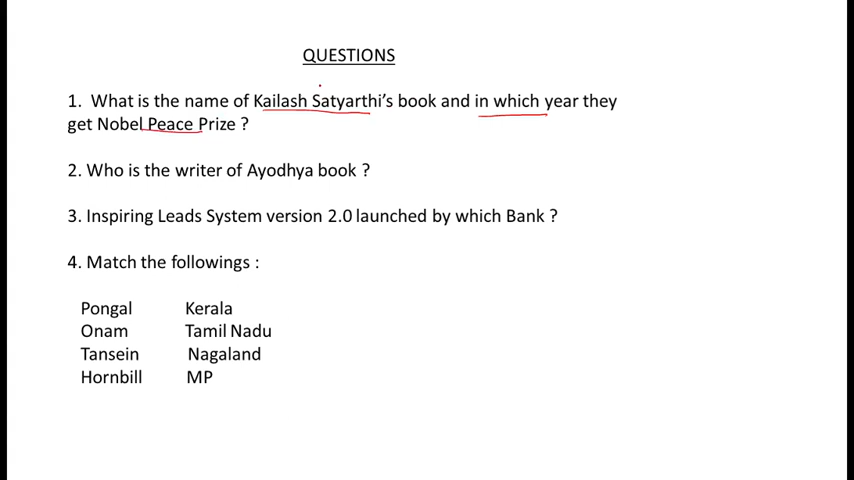 QUESTIONS
1. What is the name of Kailash Satyarthi’s book and in which year they
get Nobel Peace Prize ?
2. Who is the writer of Ayodhya book ?
3. Inspiring Leads System version 2.0 launched by which Bank ?
4. Match the followings :
Pongal Kerala
Onam Tamil Nadu
Tansein Nagaland
Hornbill MP